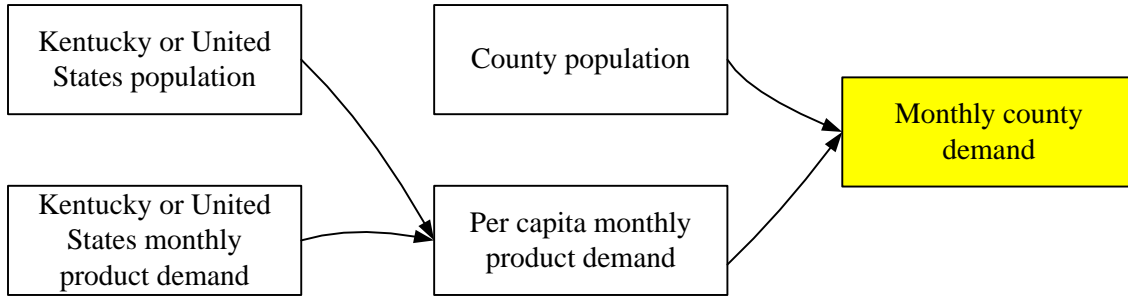 Kentucky or United
States population
County population
Monthly county
demand
Kentucky or United
States monthly
product demand
Per capita monthly
product demand